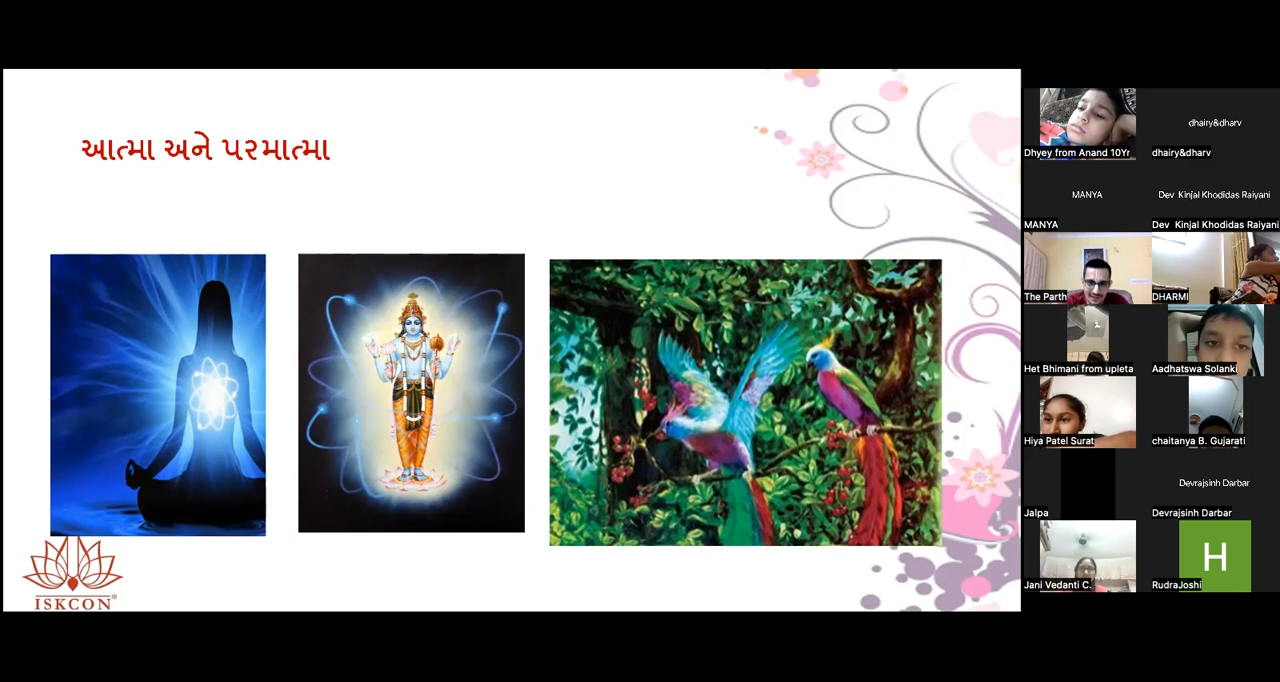 આત્મા અને પરમાત્મા
ISKCON®
Dhyey from Anand 10Yr
dhairy&dharv
dhairy&dharv
MANYA
MANYA
Dev Kinjal Khodidas Raiyani
Dev Kinjal Khodidas Raiyani
The Parth
DHARMI
Het Bhimani from upleta
Aadhatswa Solanki
Hiya Patel Surat
chaitanya B. Gujarati
Jalpa
Devrajsinh Darbar
Devrajsinh Darbar
Jani Vedanti C.
H
RudraJoshi